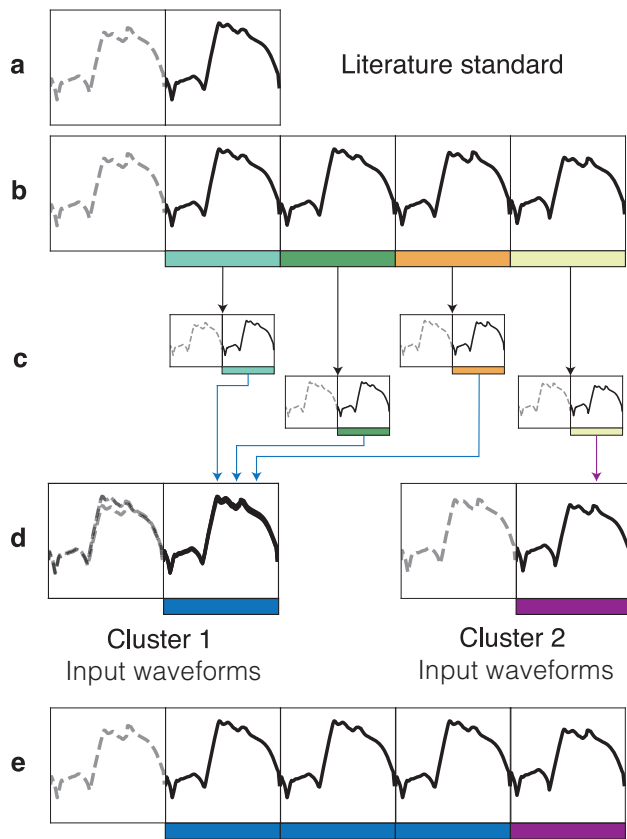 a
Literature standard
b
c
d
Cluster 1
Input waveforms
Cluster 2
Input waveforms
e